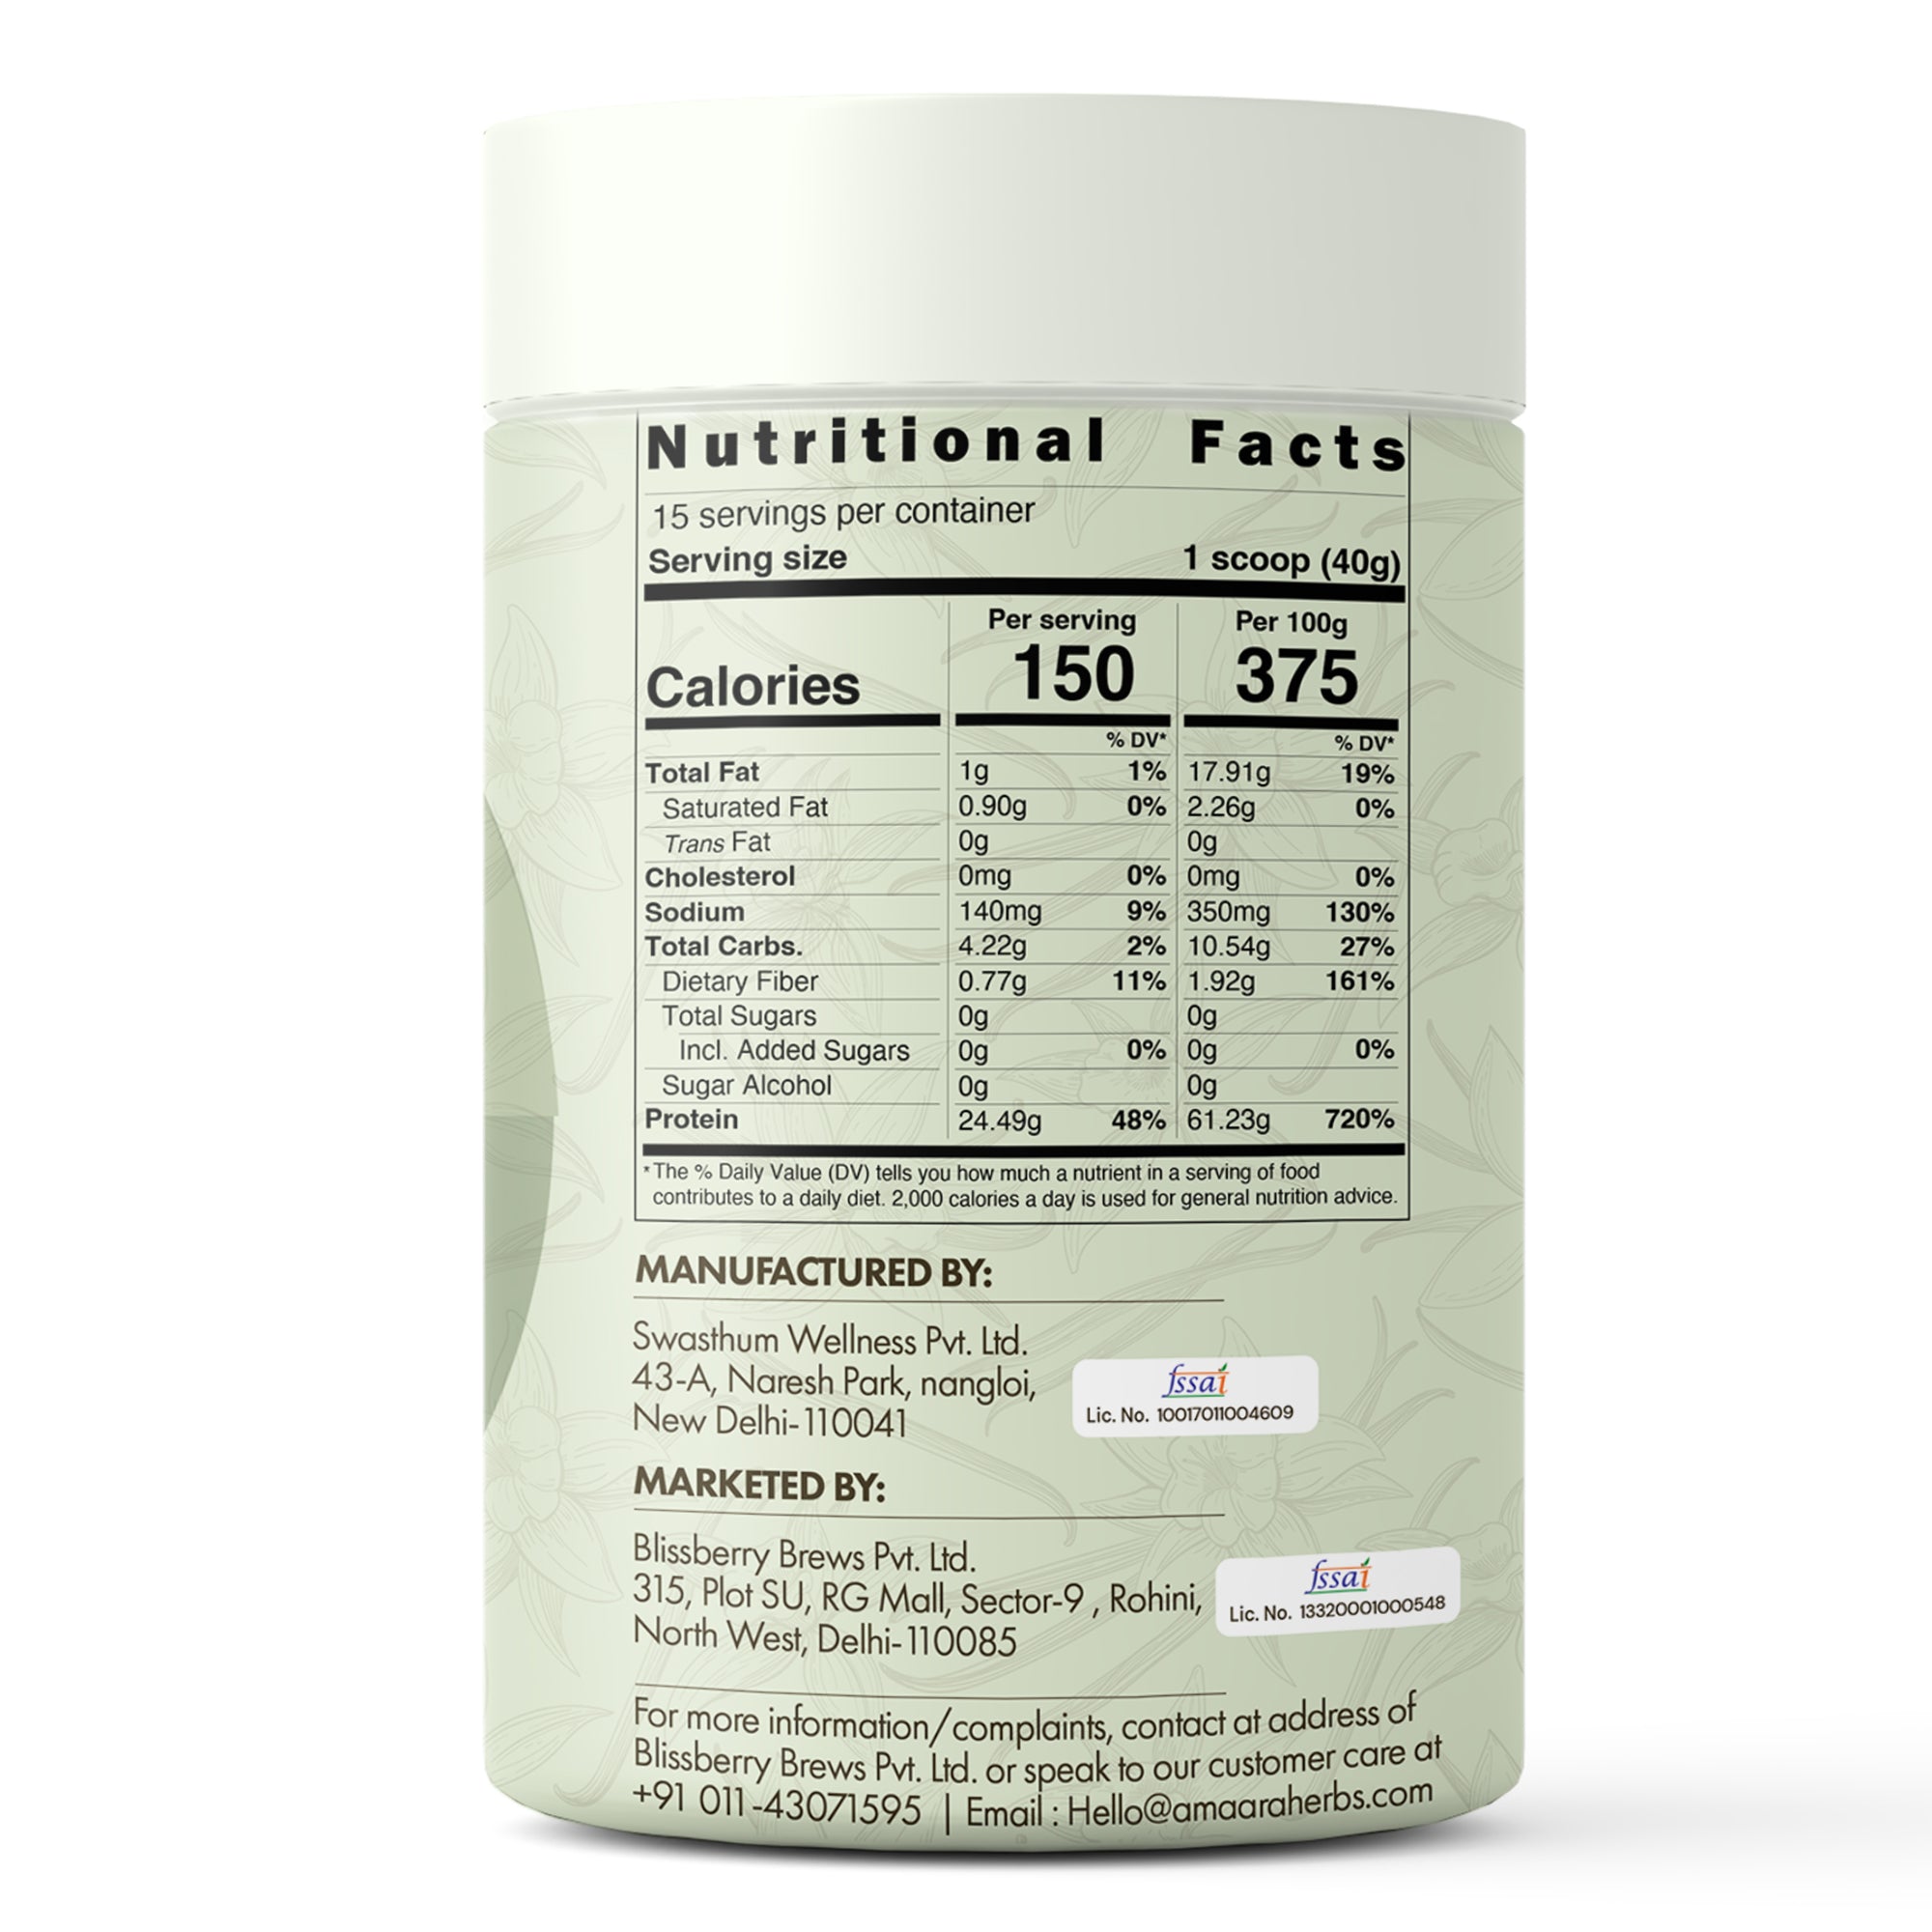 Nutritional Facts
15 servings per container
Serving size 1 scoop (40g)
Per serving Per 100g
Calories 150 375
% DV* % DV*
Total Fat 1g 1% 17.91g 19%
Saturated Fat 0.90g 0% 2.26g 0%
Trans Fat 0g 0g
Cholesterol 0mg 0% 0mg 0%
Sodium 140mg 9% 350mg 130%
Total Carbs. 4.22g 2% 10.54g 27%
Dietary Fiber 0.77g 11% 1.92g 161%
Total Sugars 0g 0g
Incl. Added Sugars 0g 0% 0g 0%
Sugar Alcohol 0g 0g
Protein 24.49g 48% 61.23g 720%
*The % Daily Value (DV) tells you how much a nutrient in a serving of food
contributes to a daily diet. 2,000 calories a day is used for general nutrition advice.
MANUFACTURED BY:
Swasthum Wellness Pvt. Ltd.
43-A, Naresh Park, nangloi,
New Delhi-110041
fssai
Lic. No. 10017011004609
MARKETED BY:
Blissberry Brews Pvt. Ltd.
315, Plot SU, RG Mall, Sector-9 , Rohini,
North West, Delhi-110085
fssai
Lic. No. 13320001000548
For more information/complaints, contact at address of
Blissberry Brews Pvt. Ltd. or speak to our customer care at
+91 011-43071595 | Email : Hello@amaaraherbs.com